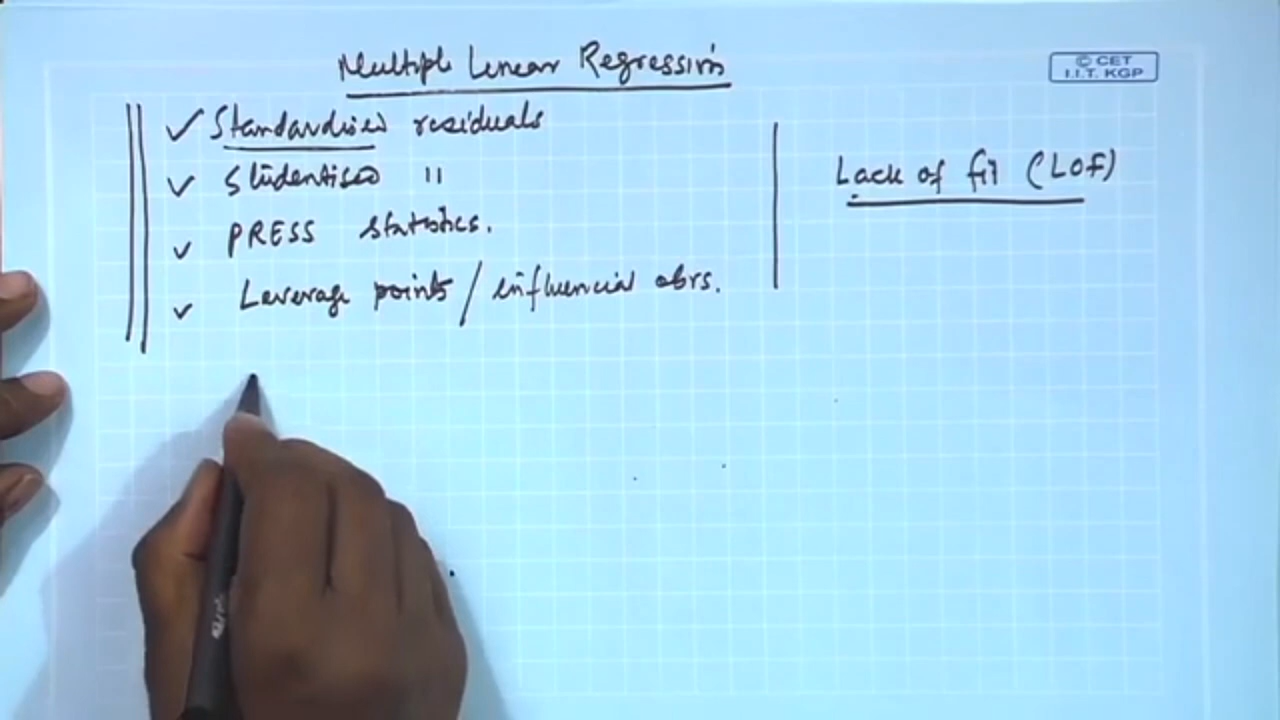 Multiple Linear Regression
© CET
I.I.T. KGP
✓ Standardised residuals
✓ Studentised "
✓ PRESS statistics.
✓ Leverage points / influencial obrs.
Lack of fit (LOF)